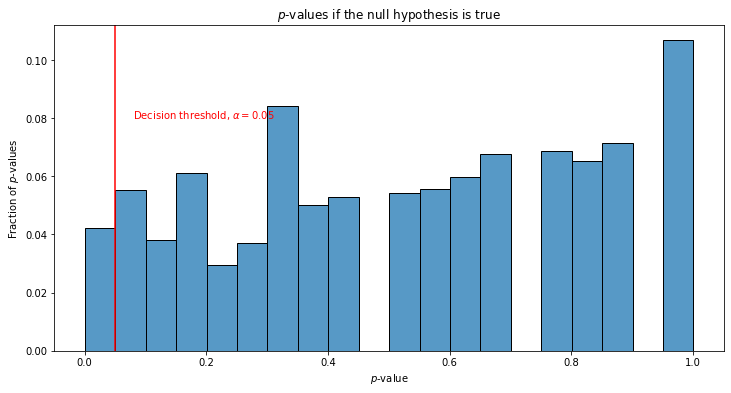 p-values if the null hypothesis is true
0.10
0.08
0.06
0.04
0.02
0.00
Fraction of p-values
Decision threshold, α = 0.05
0.0 0.2 0.4 0.6 0.8 1.0
p-value